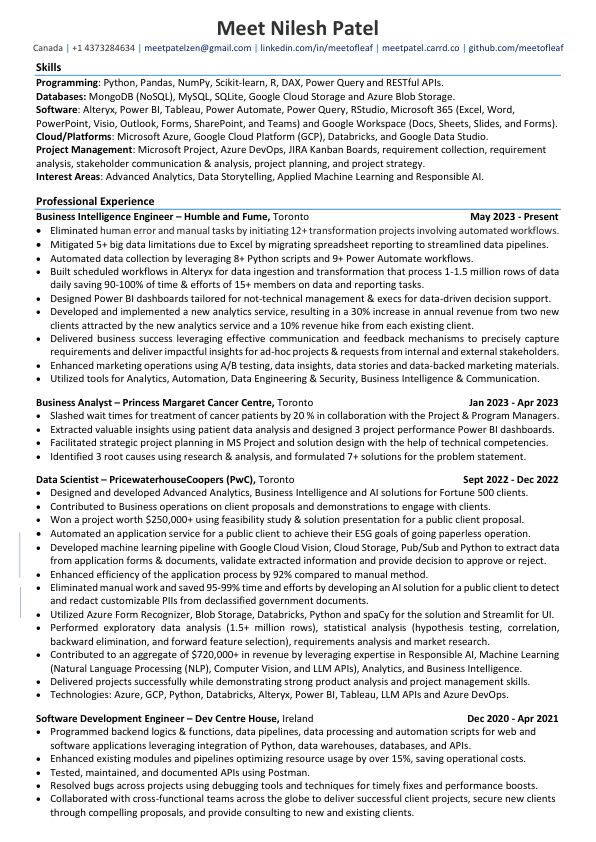 Meet Nilesh Patel
Canada | +1 4373284634 | meetpatelzen@gmail.com | linkedin.com/in/meetofleaf | meetpatel.carrd.co | github.com/meetofleaf
Skills
Programming: Python, Pandas, NumPy, Scikit-learn, R, DAX, Power Query and RESTful APIs.
Databases: MongoDB (NoSQL), MySQL, SQLite, Google Cloud Storage and Azure Blob Storage.
Software: Alteryx, Power BI, Tableau, Power Automate, Power Query, RStudio, Microsoft 365 (Excel, Word,
PowerPoint, Visio, Outlook, Forms, SharePoint, and Teams) and Google Workspace (Docs, Sheets, Slides, and Forms).
Cloud/Platforms: Microsoft Azure, Google Cloud Platform (GCP), Databricks, and Google Data Studio.
Project Management: Microsoft Project, Azure DevOps, JIRA Kanban Boards, requirement collection, requirement
analysis, stakeholder communication & analysis, project planning, and project strategy.
Interest Areas: Advanced Analytics, Data Storytelling, Applied Machine Learning and Responsible AI.
Professional Experience
Business Intelligence Engineer – Humble and Fume, Toronto May 2023 - Present
• Eliminated human error and manual tasks by initiating 12+ transformation projects involving automated workflows.
• Mitigated 5+ big data limitations due to Excel by migrating spreadsheet reporting to streamlined data pipelines.
• Automated data collection by leveraging 8+ Python scripts and 9+ Power Automate workflows.
• Built scheduled workflows in Alteryx for data ingestion and transformation that process 1-1.5 million rows of data
daily saving 90-100% of time & efforts of 15+ members on data and reporting tasks.
• Designed Power BI dashboards tailored for not-technical management & execs for data-driven decision support.
• Developed and implemented a new analytics service, resulting in a 30% increase in annual revenue from two new
clients attracted by the new analytics service and a 10% revenue hike from each existing client.
• Delivered business success leveraging effective communication and feedback mechanisms to precisely capture
requirements and deliver impactful insights for ad-hoc projects & requests from internal and external stakeholders.
• Enhanced marketing operations using A/B testing, data insights, data stories and data-backed marketing materials.
• Utilized tools for Analytics, Automation, Data Engineering & Security, Business Intelligence & Communication.
Business Analyst – Princess Margaret Cancer Centre, Toronto Jan 2023 - Apr 2023
• Slashed wait times for treatment of cancer patients by 20 % in collaboration with the Project & Program Managers.
• Extracted valuable insights using patient data analysis and designed 3 project performance Power BI dashboards.
• Facilitated strategic project planning in MS Project and solution design with the help of technical competencies.
• Identified 3 root causes using research & analysis, and formulated 7+ solutions for the problem statement.
Data Scientist – PricewaterhouseCoopers (PwC), Toronto Sept 2022 - Dec 2022
• Designed and developed Advanced Analytics, Business Intelligence and AI solutions for Fortune 500 clients.
• Contributed to Business operations on client proposals and demonstrations to engage with clients.
• Won a project worth $250,000+ using feasibility study & solution presentation for a public client proposal.
• Automated an application service for a public client to achieve their ESG goals of going paperless operation.
• Developed machine learning pipeline with Google Cloud Vision, Cloud Storage, Pub/Sub and Python to extract data
from application forms & documents, validate extracted information and provide decision to approve or reject.
• Enhanced efficiency of the application process by 92% compared to manual method.
• Eliminated manual work and saved 95-99% time and efforts by developing an AI solution for a public client to detect
and redact customizable PIIs from declassified government documents.
• Utilized Azure Form Recognizer, Blob Storage, Databricks, Python and spaCy for the solution and Streamlit for UI.
• Performed exploratory data analysis (1.5+ million rows), statistical analysis (hypothesis testing, correlation,
backward elimination, and forward feature selection), requirements analysis and market research.
• Contributed to an aggregate of $720,000+ in revenue by leveraging expertise in Responsible AI, Machine Learning
(Natural Language Processing (NLP), Computer Vision, and LLM APIs), Analytics, and Business Intelligence.
• Delivered projects successfully while demonstrating strong product analysis and project management skills.
• Technologies: Azure, GCP, Python, Databricks, Alteryx, Power BI, Tableau, LLM APIs and Azure DevOps.
Software Development Engineer – Dev Centre House, Ireland Dec 2020 - Apr 2021
• Programmed backend logics & functions, data pipelines, data processing and automation scripts for web and
software applications leveraging integration of Python, data warehouses, databases, and APIs.
• Enhanced existing modules and pipelines optimizing resource usage by over 15%, saving operational costs.
• Tested, maintained, and documented APIs using Postman.
• Resolved bugs across projects using debugging tools and techniques for timely fixes and performance boosts.
• Collaborated with cross-functional teams across the globe to deliver successful client projects, secure new clients
through compelling proposals, and provide consulting to new and existing clients.